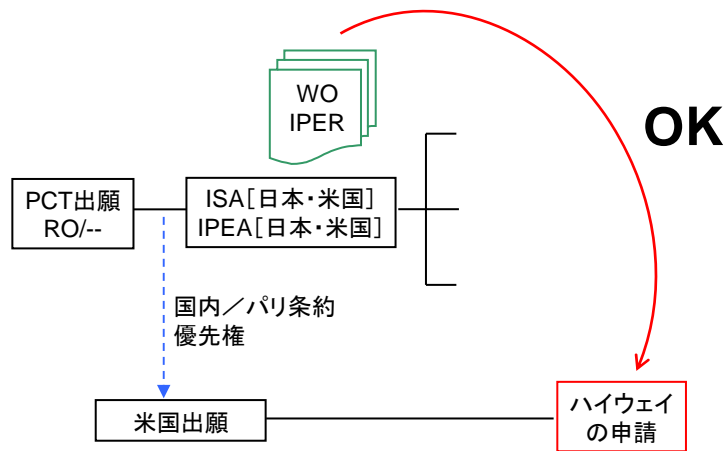 WO
IPER
OK
PCT出願
RO/--
ISA[日本・米国]
IPEA[日本・米国]
国内／パリ条約
優先権
米国出願
ハイウェイ
の申請